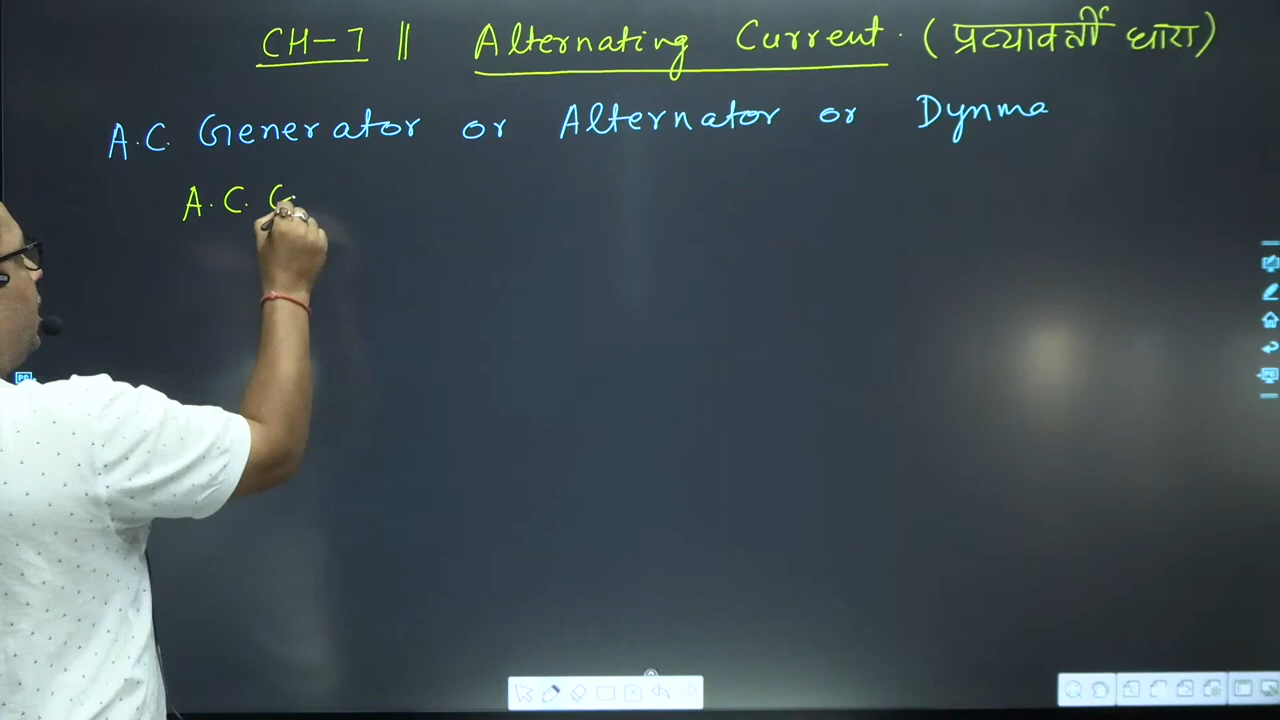 CH-7 || Alternating Current. (प्रत्यावर्ती धारा)
A.C. Generator or Alternator or Dynma
A.C. G